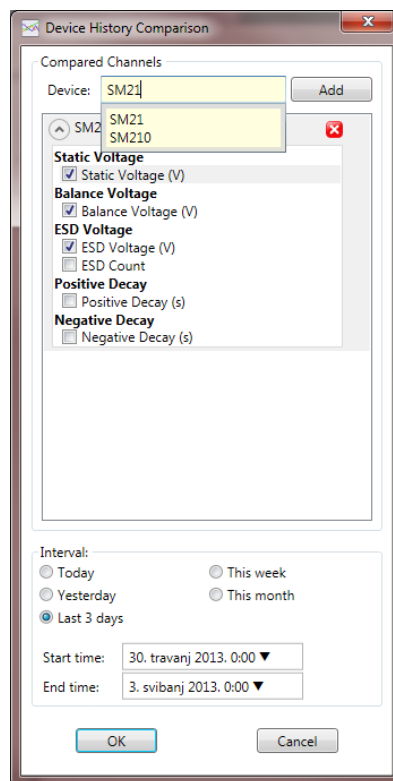 Device History Comparison
Compared Channels
Device: SM21 Add
SM21
SM210
SM2
Static Voltage
Static Voltage (V)
Balance Voltage
Balance Voltage (V)
ESD Voltage
ESD Voltage (V)
ESD Count
Positive Decay
Positive Decay (s)
Negative Decay
Negative Decay (s)
Interval:
Today This week
Yesterday This month
Last 3 days
Start time: 30. travanj 2013. 0:00 ▼
End time: 3. svibanj 2013. 0:00 ▼
OK Cancel